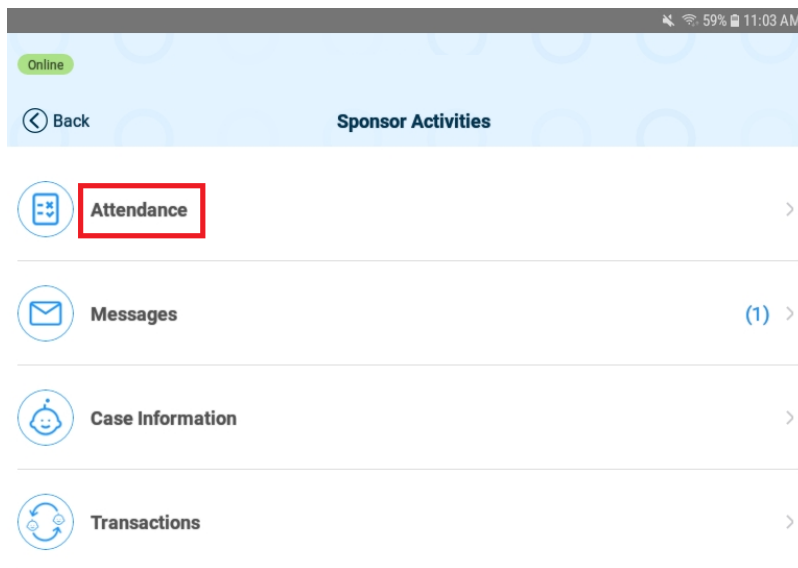 59% 11:03 AM
Online
Back
Sponsor Activities
Attendance
Messages (1)
Case Information
Transactions